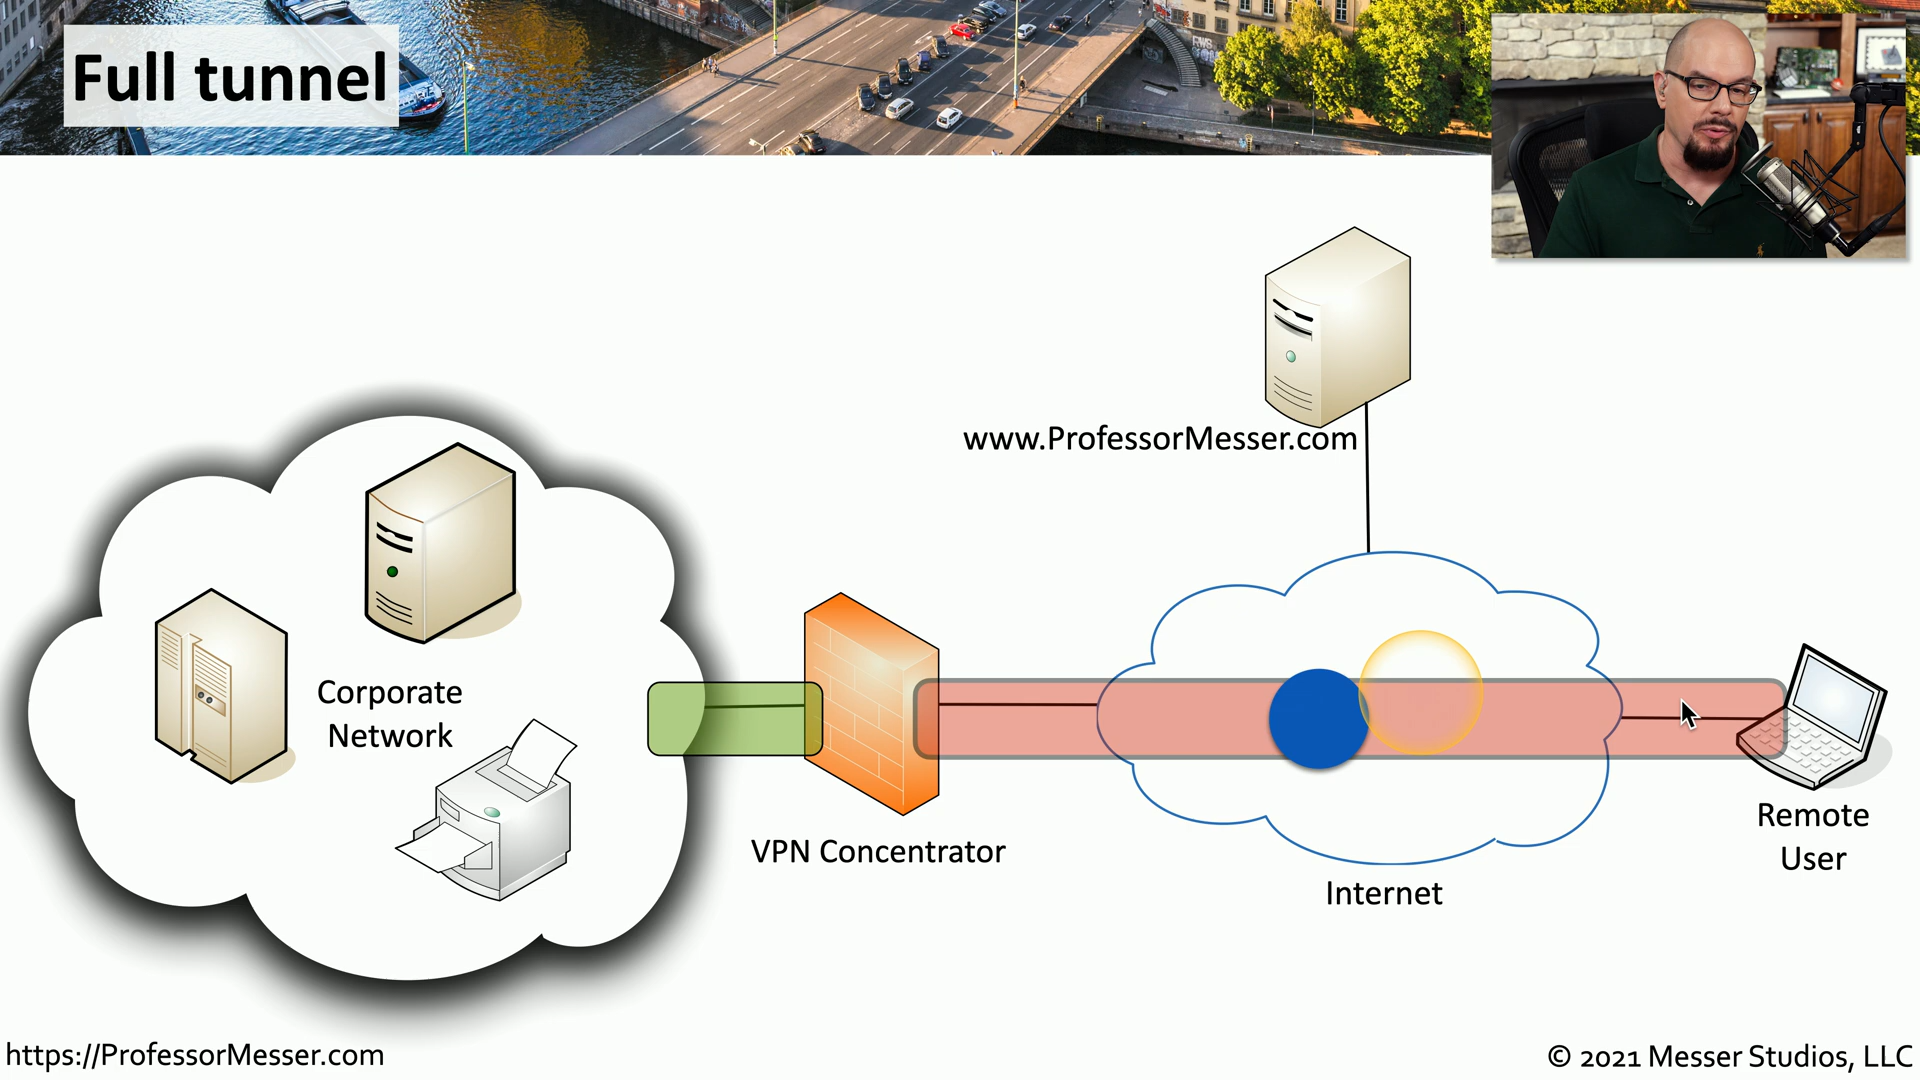 Full tunnel
www.ProfessorMesser.com
Corporate
Network
VPN Concentrator
Internet
Remote
User
https://ProfessorMesser.com
© 2021 Messer Studios, LLC